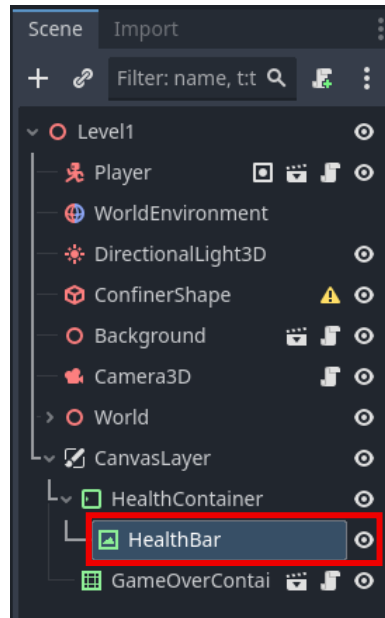 Scene Import
Filter: name, t:t
Level1
Player
WorldEnvironment
DirectionalLight3D
ConfinerShape
Background
Camera3D
World
CanvasLayer
HealthContainer
HealthBar
GameOverContai